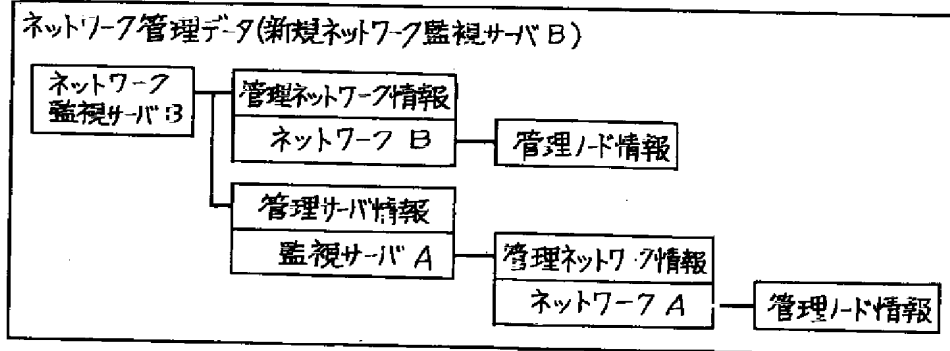 ネットワーク管理データ(新規ネットワーク監視サーバB)
ネットワーク
監視サーバB
管理ネットワーク情報
ネットワーク B
管理ノード情報
管理サーバ情報
監視サーバ A
管理ネットワーク情報
ネットワーク A
管理ノード情報